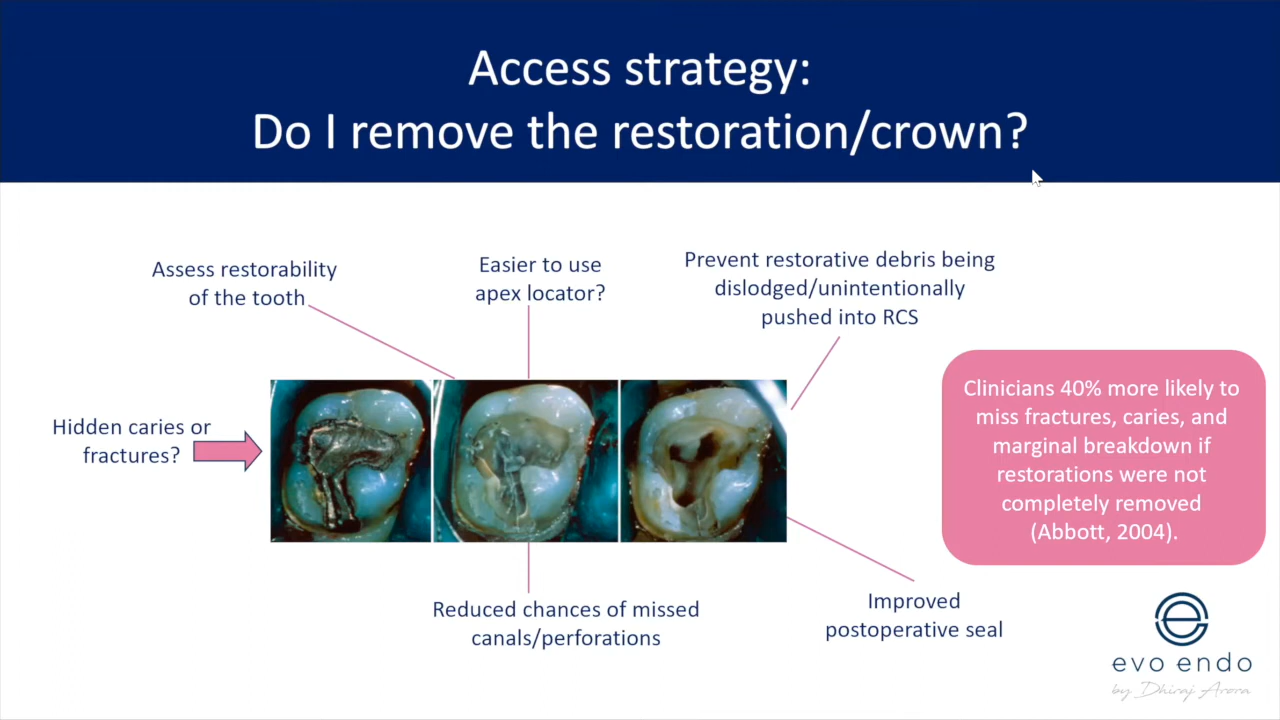 Access strategy:
Do I remove the restoration/crown?
Assess restorability
of the tooth
Easier to use
apex locator?
Prevent restorative debris being
dislodged/unintentionally
pushed into RCS
Hidden caries or
fractures?
Clinicians 40% more likely to
miss fractures, caries, and
marginal breakdown if
restorations were not
completely removed
(Abbott, 2004).
Reduced chances of missed
canals/perforations
Improved
postoperative seal
evo endo
by Dhiraj Arora